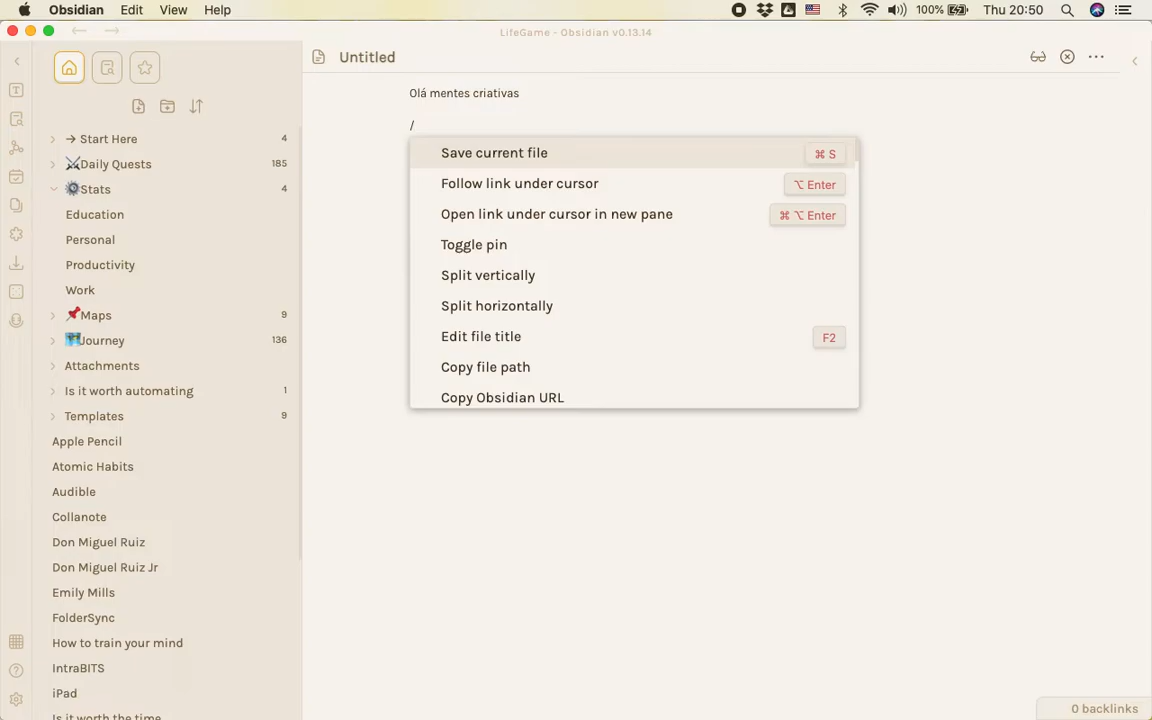 Obsidian Edit View Help 100% Thu 20:50
LifeGame - Obsidian v0.13.14
Untitled
Olá mentes criativas
/
Save current file ⌘ S
Follow link under cursor ⌥ Enter
Open link under cursor in new pane ⌘ ⌥ Enter
Toggle pin
Split vertically
Split horizontally
Edit file title F2
Copy file path
Copy Obsidian URL
→ Start Here 4
Daily Quests 185
Stats 4
Education
Personal
Productivity
Work
Maps 9
Journey 136
Attachments
Is it worth automating 1
Templates 9
Apple Pencil
Atomic Habits
Audible
Collanote
Don Miguel Ruiz
Don Miguel Ruiz Jr
Emily Mills
FolderSync
How to train your mind
IntraBITS
iPad
Is it worth the time
0 backlinks